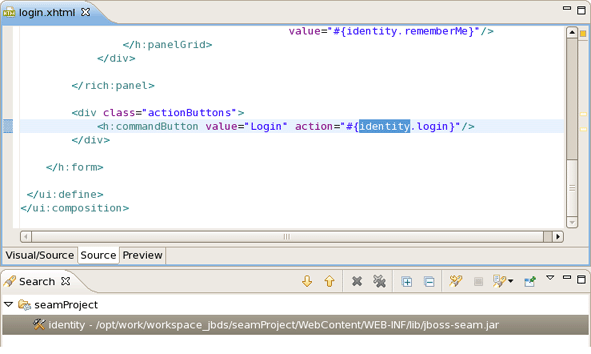 login.xhtml
value="#{identity.rememberMe}"/>
</h:panelGrid>
</div>
</rich:panel>
<div class="actionButtons">
<h:commandButton value="Login" action="#{identity.login}"/>
</div>
</h:form>
</ui:define>
</ui:composition>
Visual/Source Source Preview
Search
seamProject
identity - /opt/work/workspace_jbds/seamProject/WebContent/WEB-INF/lib/jboss-seam.jar